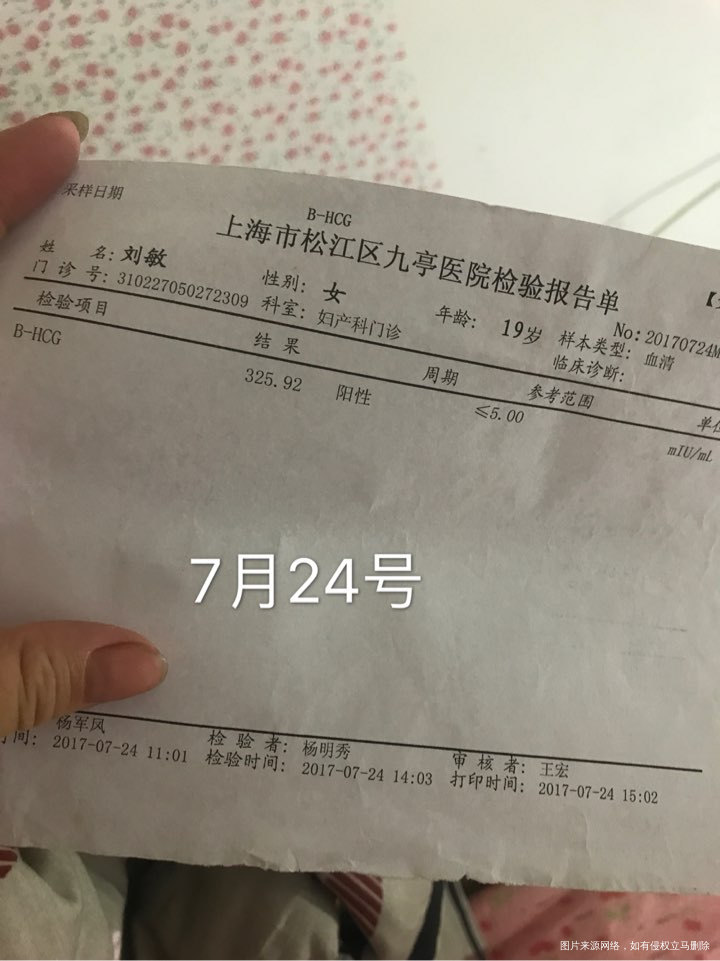 采样日期
B-HCG
上海市松江区九亭医院检验报告单
姓 名: 刘敏 性别: 女 年龄: 19岁 No: 20170724M
门 诊 号: 310227050272309 科室: 妇产科门诊 样本类型: 血清
临床诊断:
检验项目 结 果 周期 参考范围
B-HCG 325.92 阳性 ≤5.00 mIU/mL
7月24号
杨军风 检 验 者: 杨明秀 审 核 者: 王宏
时间: 2017-07-24 11:01 检验时间: 2017-07-24 14:03 打印时间: 2017-07-24 15:02
图片来源网络，如有侵权立马删除